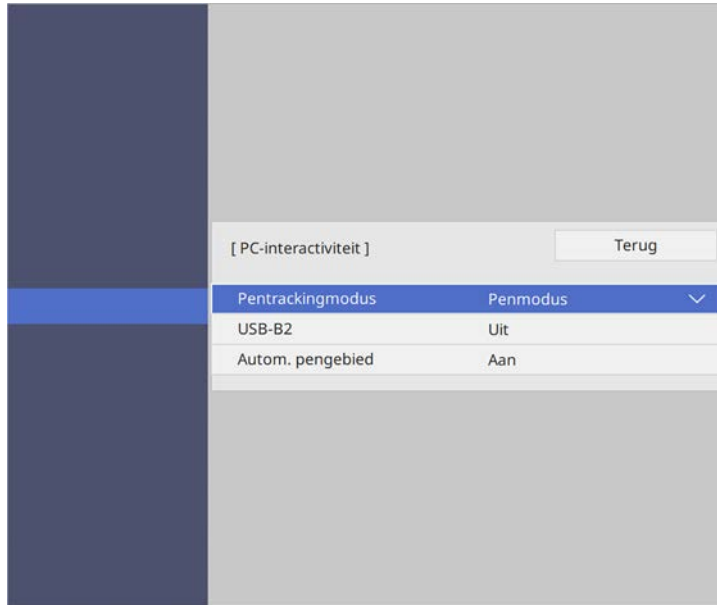 [ PC-interactiviteit ] Terug
Pentrackingmodus Penmodus
USB-B2 Uit
Autom. pengebied Aan